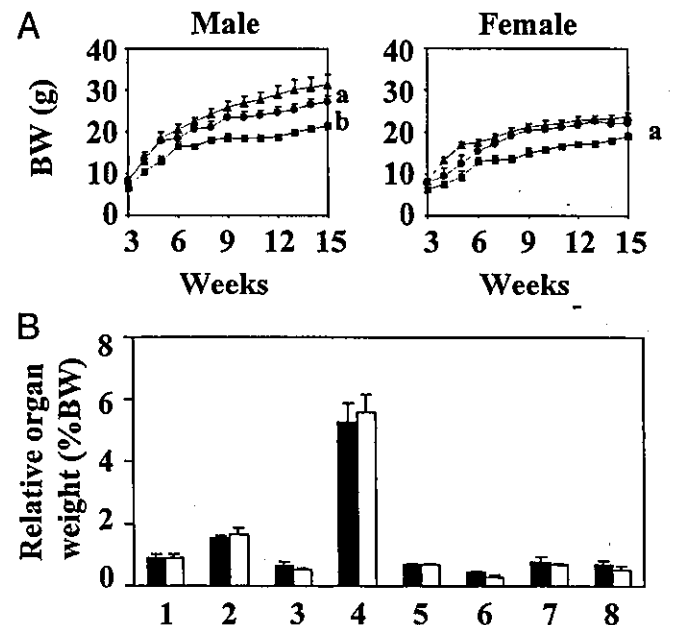 A
Male
Female
BW (g)
40
30
20
10
0
a
b
3 6 9 12 15
Weeks
40
30
20
10
0
a
3 6 9 12 15
Weeks
B
Relative organ
weight (%BW)
8
6
4
2
0
1 2 3 4 5 6 7 8